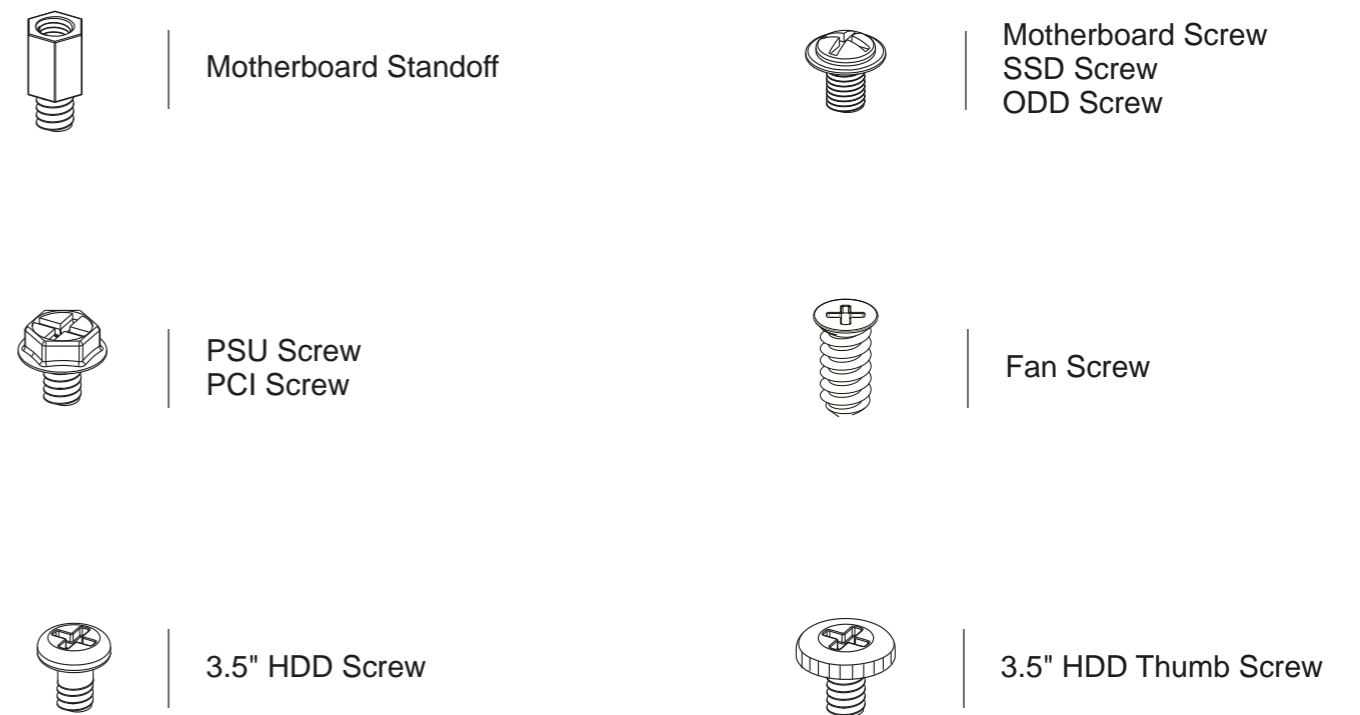 Motherboard Standoff
Motherboard Screw
SSD Screw
ODD Screw
PSU Screw
PCI Screw
Fan Screw
3.5" HDD Screw
3.5" HDD Thumb Screw